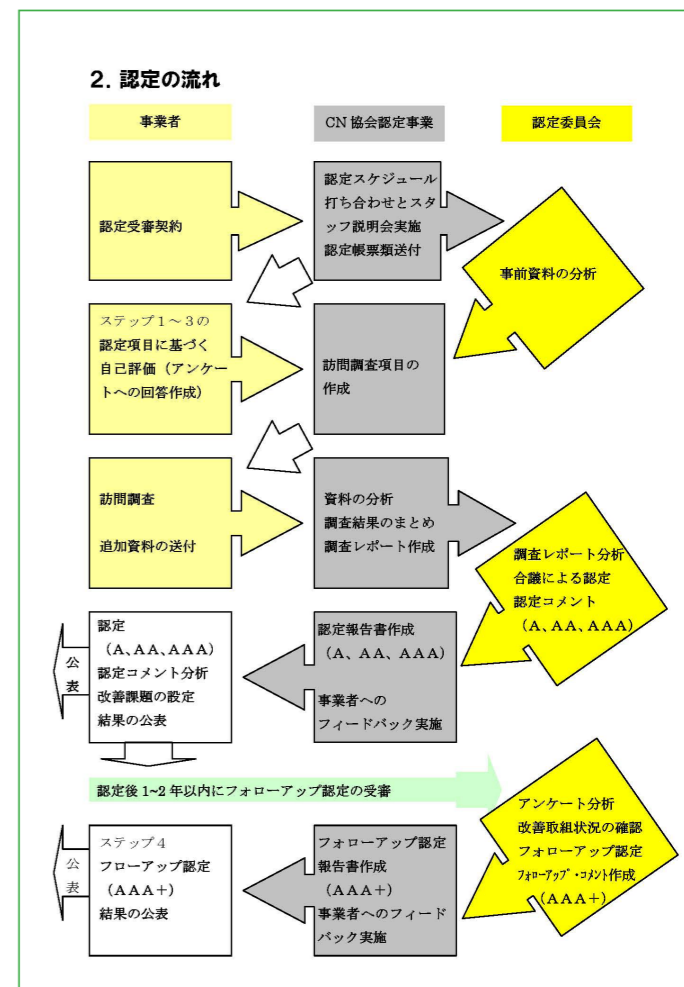 2. 認定の流れ
事業者
CN 協会認定事業
認定委員会
認定受審契約
認定スケジュール
打ち合わせとスタ
ッフ説明会実施
認定帳票類送付
事前資料の分析
ステップ1～3の
認定項目に基づく
自己評価（アンケー
トへの回答作成）
訪問調査項目の
作成
訪問調査
追加資料の送付
資料の分析
調査結果のまとめ
調査レポート作成
調査レポート分析
合議による認定
認定コメント
（A、AA、AAA）
認定報告書作成
（A、AA、AAA）
事業者への
フィードバック実施
認定
（A、AA、AAA）
認定コメント分析
改善課題の設定
結果の公表
公
表
認定後 1~2 年以内にフォローアップ認定の受審
アンケート分析
改善取組状況の確認
フォローアップ認定
ﾌｫﾛｰｱｯﾌﾟ・ｺﾒﾝﾄ作成
（AAA＋）
フォローアップ認定
報告書作成
（AAA＋）
事業者へのフィード
バック実施
ステップ4
フローアップ認定
（AAA＋）
結果の公表
公
表